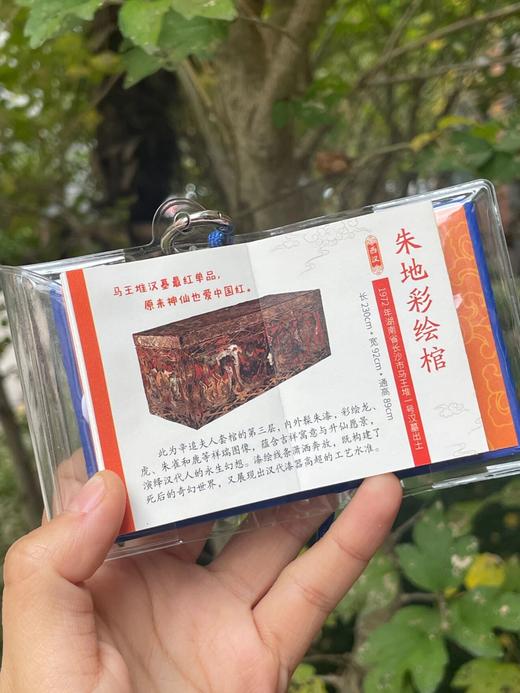 马王堆汉墓最红单品，
原来神仙也爱中国红。
西汉
朱地彩绘棺
1972年湖南省长沙市马王堆一号汉墓出土
长230cm·宽92cm·通高89cm
此为辛追夫人套棺的第三层，内外髹朱漆，彩绘龙、
虎、朱雀和鹿等祥瑞图像，蕴含吉祥寓意与升仙愿景，
演绎汉代人的永生幻想。漆绘线条潇洒奔放，既构建了
死后的奇幻世界，又展现出汉代漆器高超的工艺水准。